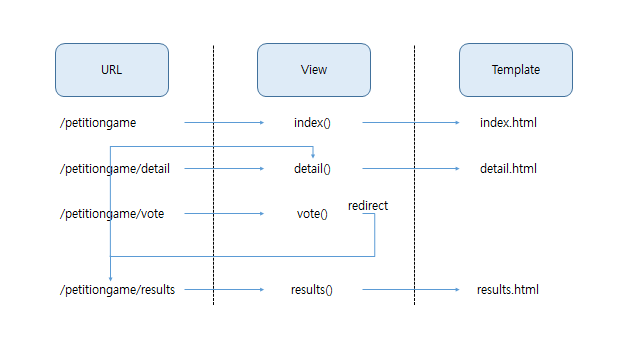 URL View Template
/petitiongame index() index.html
/petitiongame/detail detail() detail.html
redirect
/petitiongame/vote vote()
/petitiongame/results results() results.html